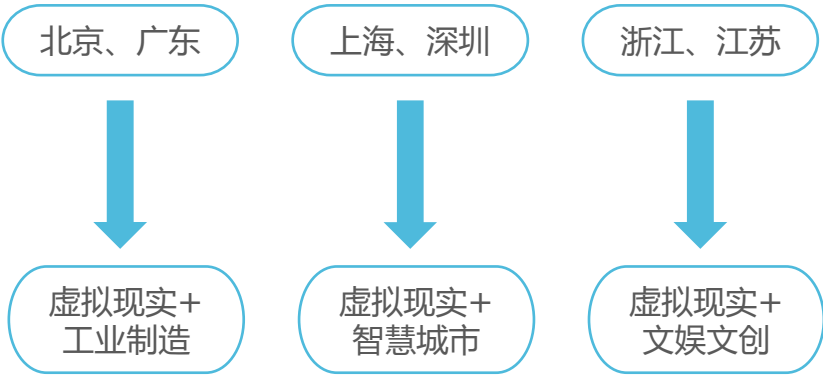 北京、广东
上海、深圳
浙江、江苏
虚拟现实+
工业制造
虚拟现实+
智慧城市
虚拟现实+
文娱文创